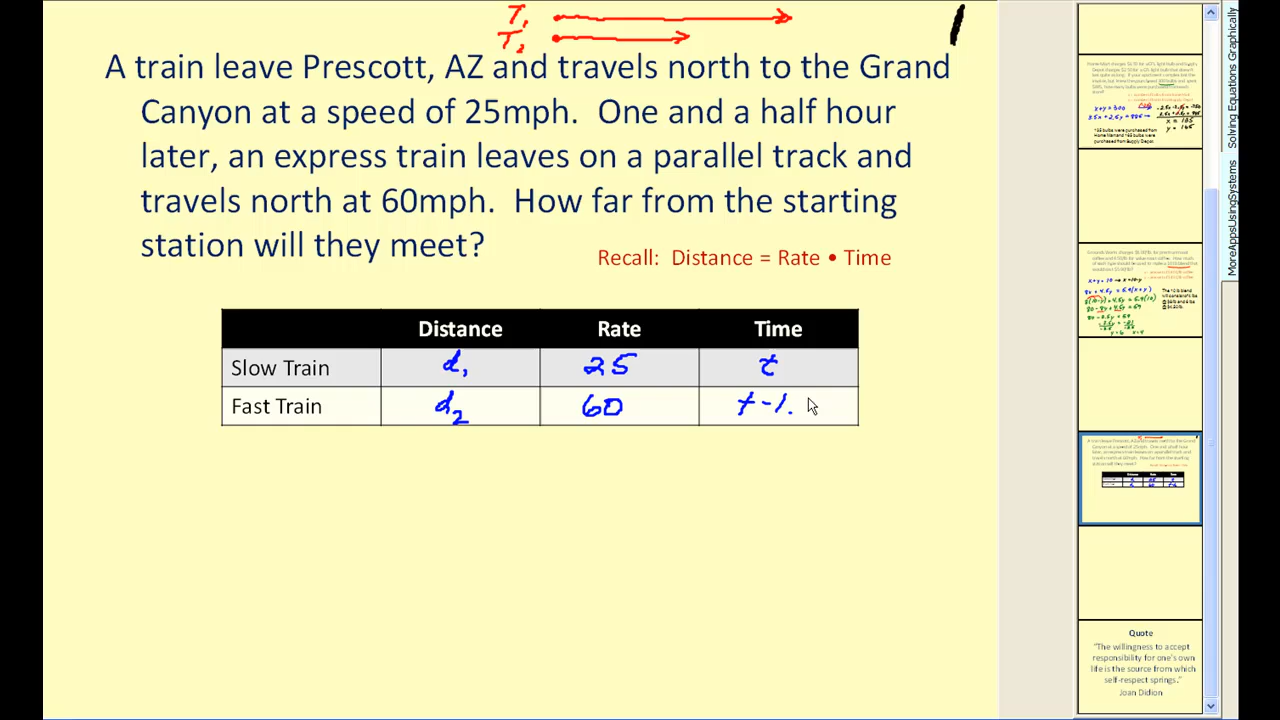 T₁
T₂
A train leave Prescott, AZ and travels north to the Grand
Canyon at a speed of 25mph. One and a half hour
later, an express train leaves on a parallel track and
travels north at 60mph. How far from the starting
station will they meet?
Recall: Distance = Rate • Time
Distance Rate Time
Slow Train d₁ 25 t
Fast Train d₂ 60 t-1.
Solving Equations Graphically
MoreAppsUsingSystems
Quote
"The willingness to accept
responsibility for one's own
life is the source from which
self-respect springs."
Joan Didion